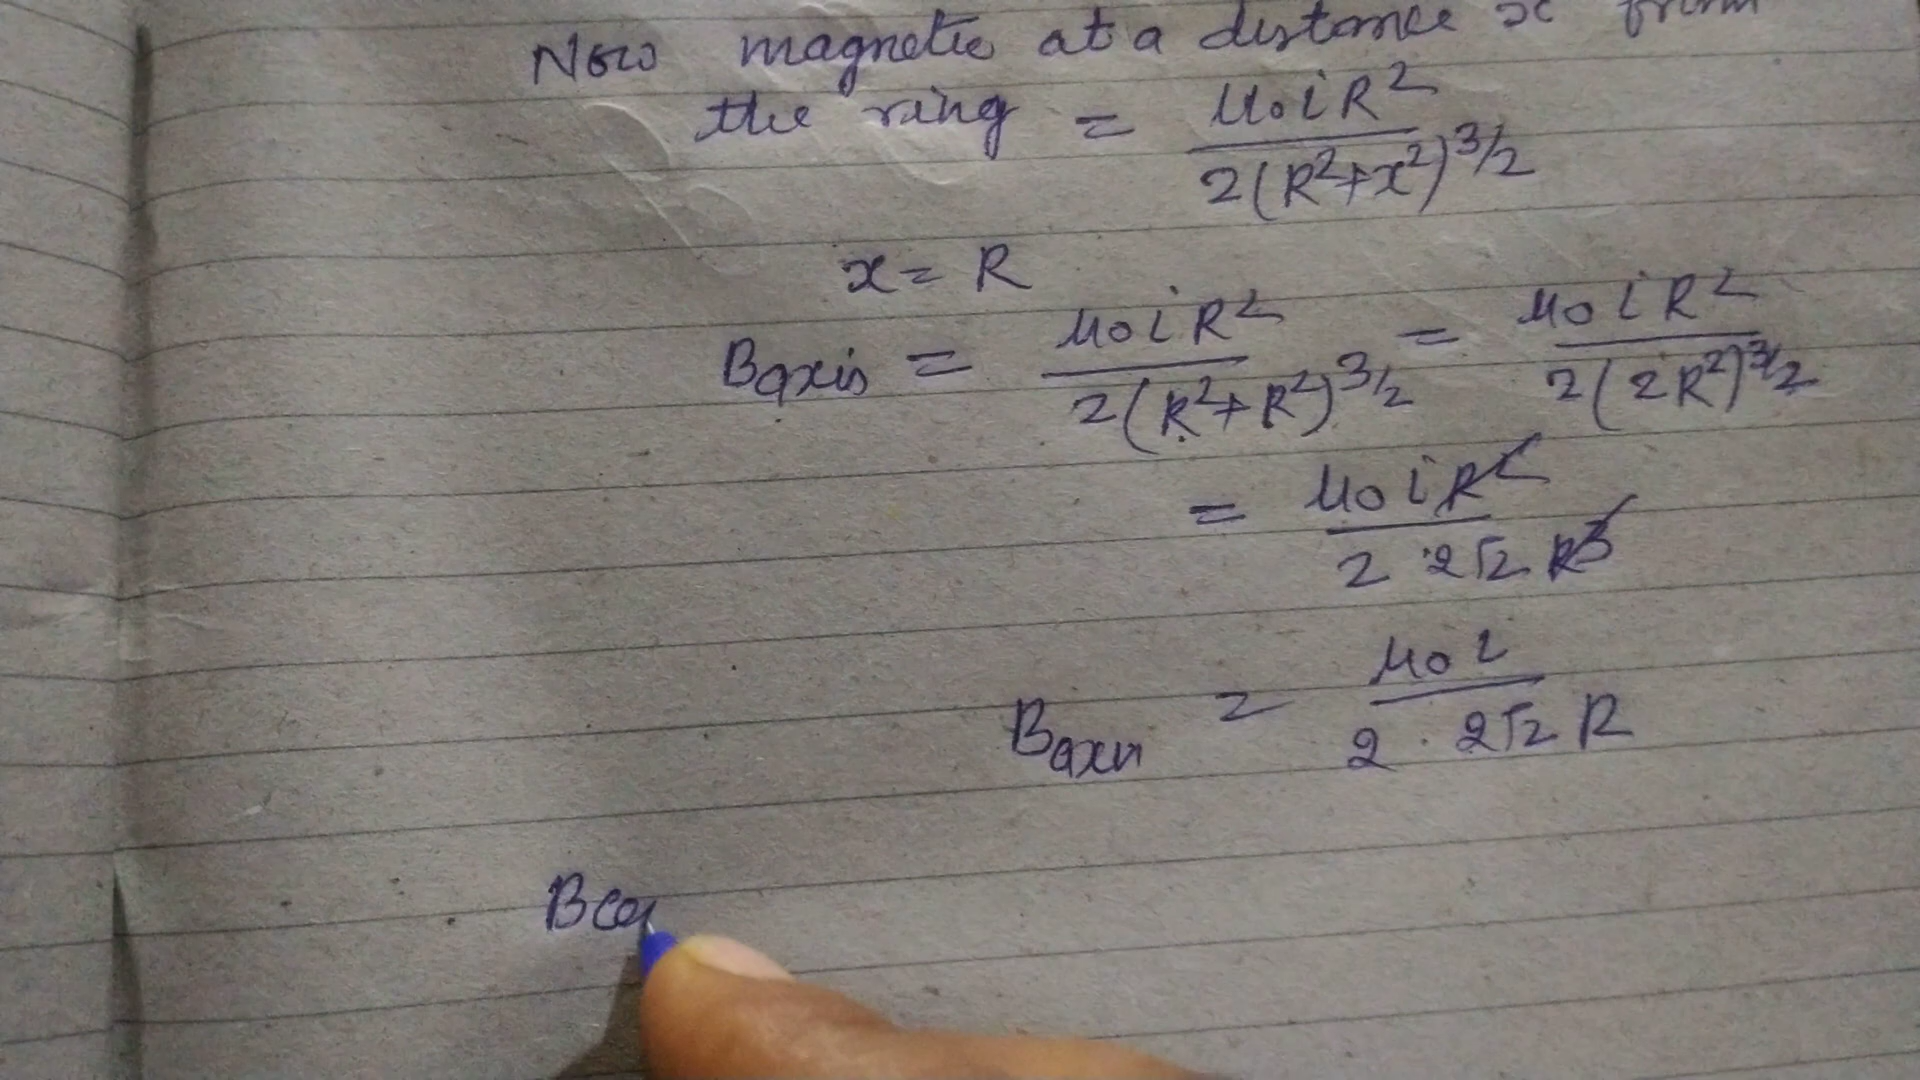 Now magnetic at a distance x from
the ring = μ₀iR² / 2(R²+x²)^3/2
x = R
Baxis = μ₀iR² / 2(R²+R²)^3/2 = μ₀iR² / 2(2R²)^3/2
= μ₀iR² / 2 · 2√2 R³
Baxis = μ₀i / 2 · 2√2 R